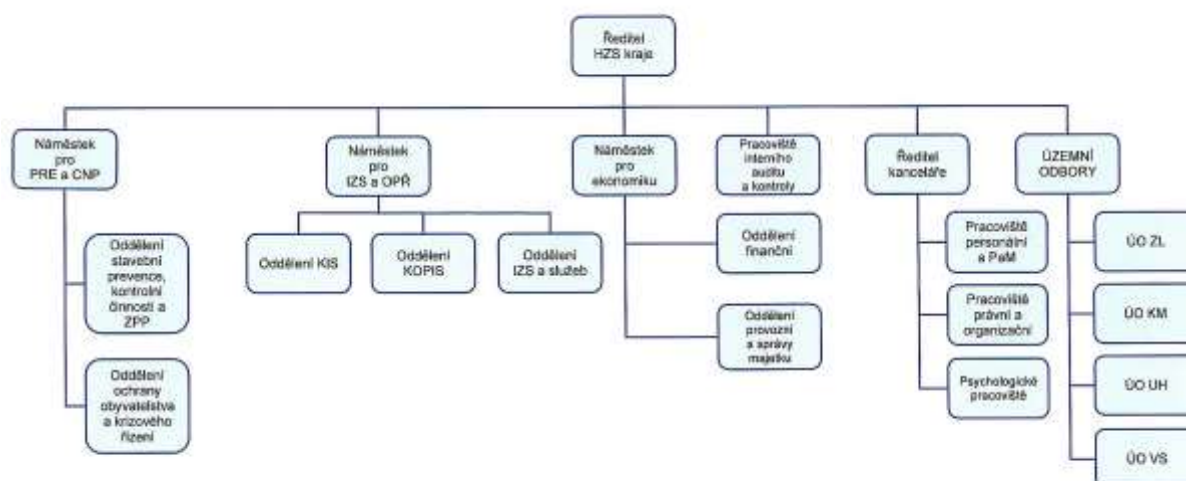 Ředitel
HZS kraje
Náměstek
pro
PRE a CNP
Náměstek
pro
IZS a OPŘ
Náměstek
pro
ekonomiku
Pracoviště
interního
auditu
a kontroly
Ředitel
kanceláře
ÚZEMNÍ
ODBORY
Oddělení
stavební
prevence,
kontrolní
činnosti a
ZPP
Oddělení
ochrany
obyvatelstva
a krizového
řízení
Oddělení KIS
Oddělení
KOPIS
Oddělení
IZS a služeb
Oddělení
finanční
Oddělení
provozní
a správy
majetku
Pracoviště
personální
a PaM
Pracoviště
právní a
organizační
Psychologické
pracoviště
ÚO ZL
ÚO KM
ÚO UH
ÚO VS